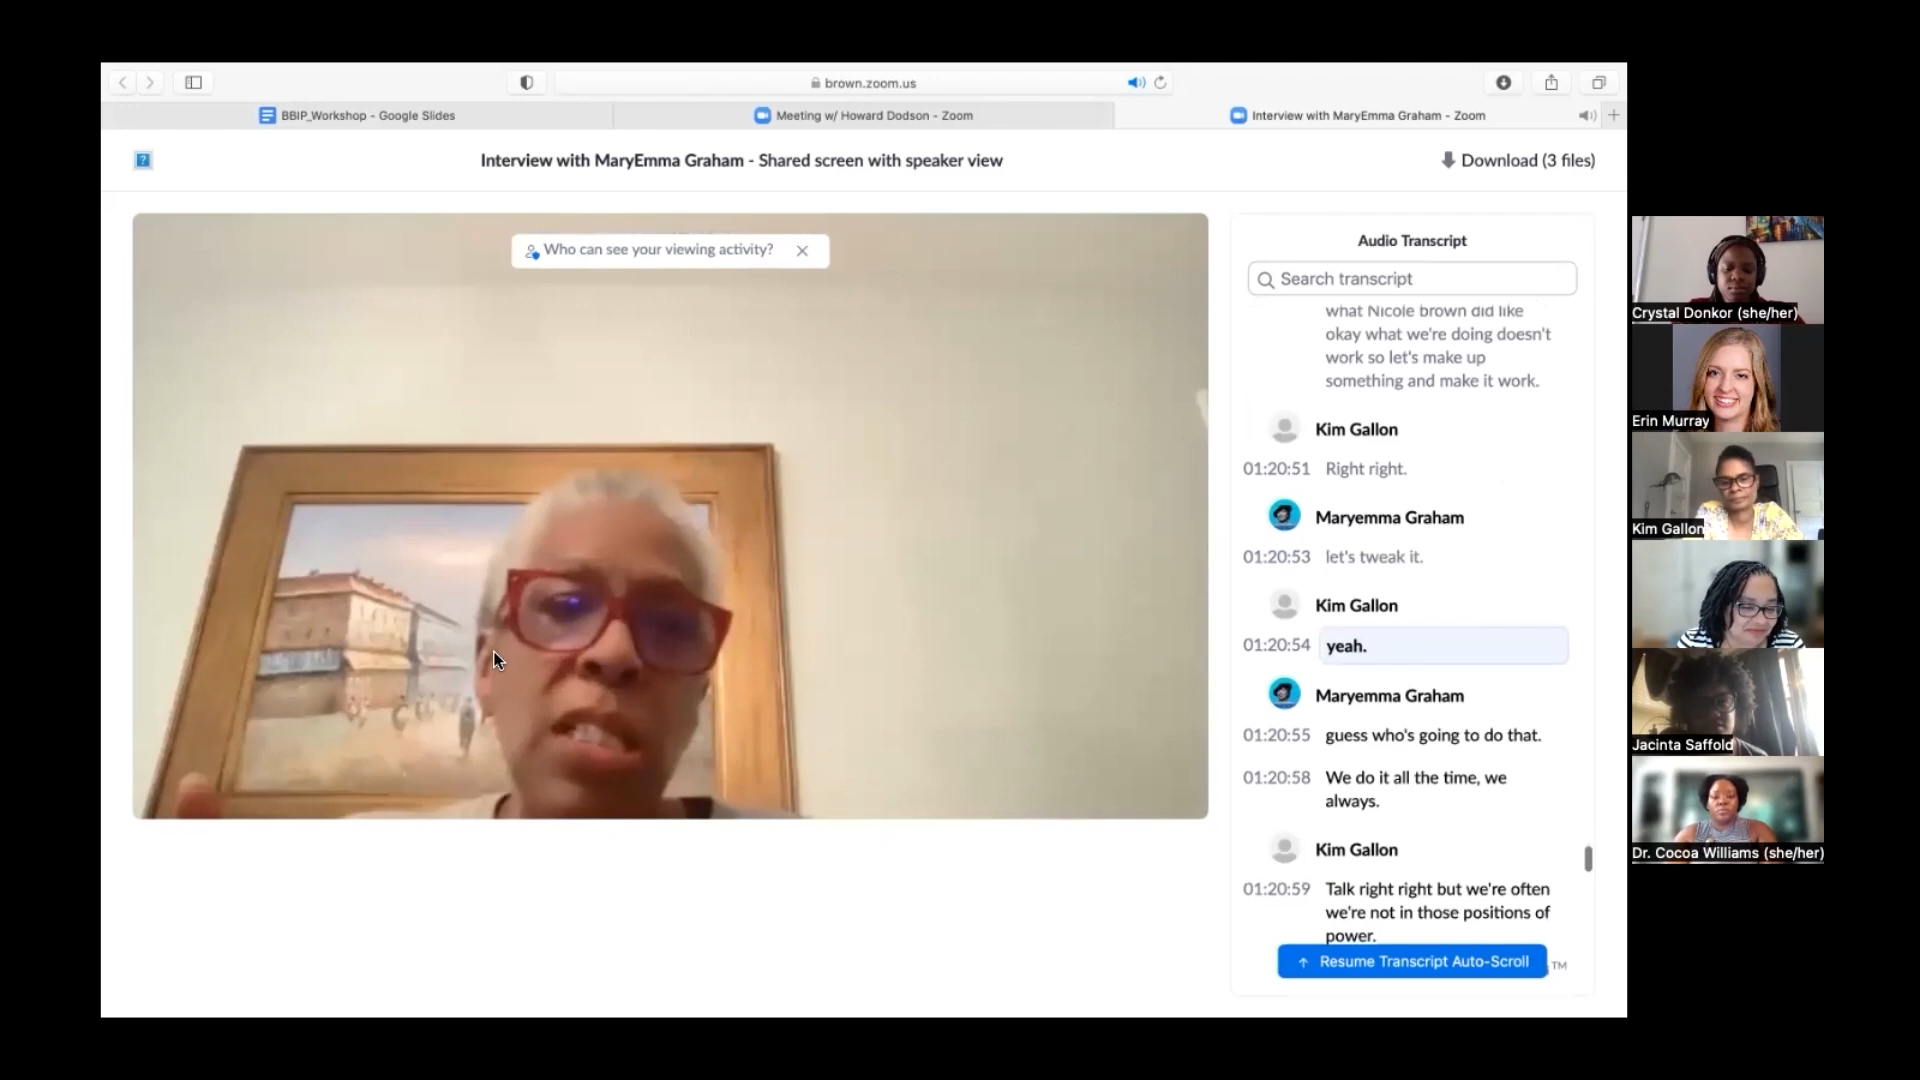 brown.zoom.us
BBIP_Workshop - Google Slides
Meeting w/ Howard Dodson - Zoom
Interview with MaryEmma Graham - Zoom
Interview with MaryEmma Graham - Shared screen with speaker view
Download (3 files)
Who can see your viewing activity?
Audio Transcript
Search transcript
what Nicole brown did like
okay what we're doing doesn't
work so let's make up
something and make it work.
Kim Gallon
01:20:51 Right right.
Maryemma Graham
01:20:53 let's tweak it.
Kim Gallon
01:20:54 yeah.
Maryemma Graham
01:20:55 guess who's going to do that.
01:20:58 We do it all the time, we
always.
Kim Gallon
01:20:59 Talk right right but we're often
we're not in those positions of
power.
Resume Transcript Auto-Scroll
TM
Crystal Donkor (she/her)
Erin Murray
Kim Gallon
Jacinta Saffold
Dr. Cocoa Williams (she/her)